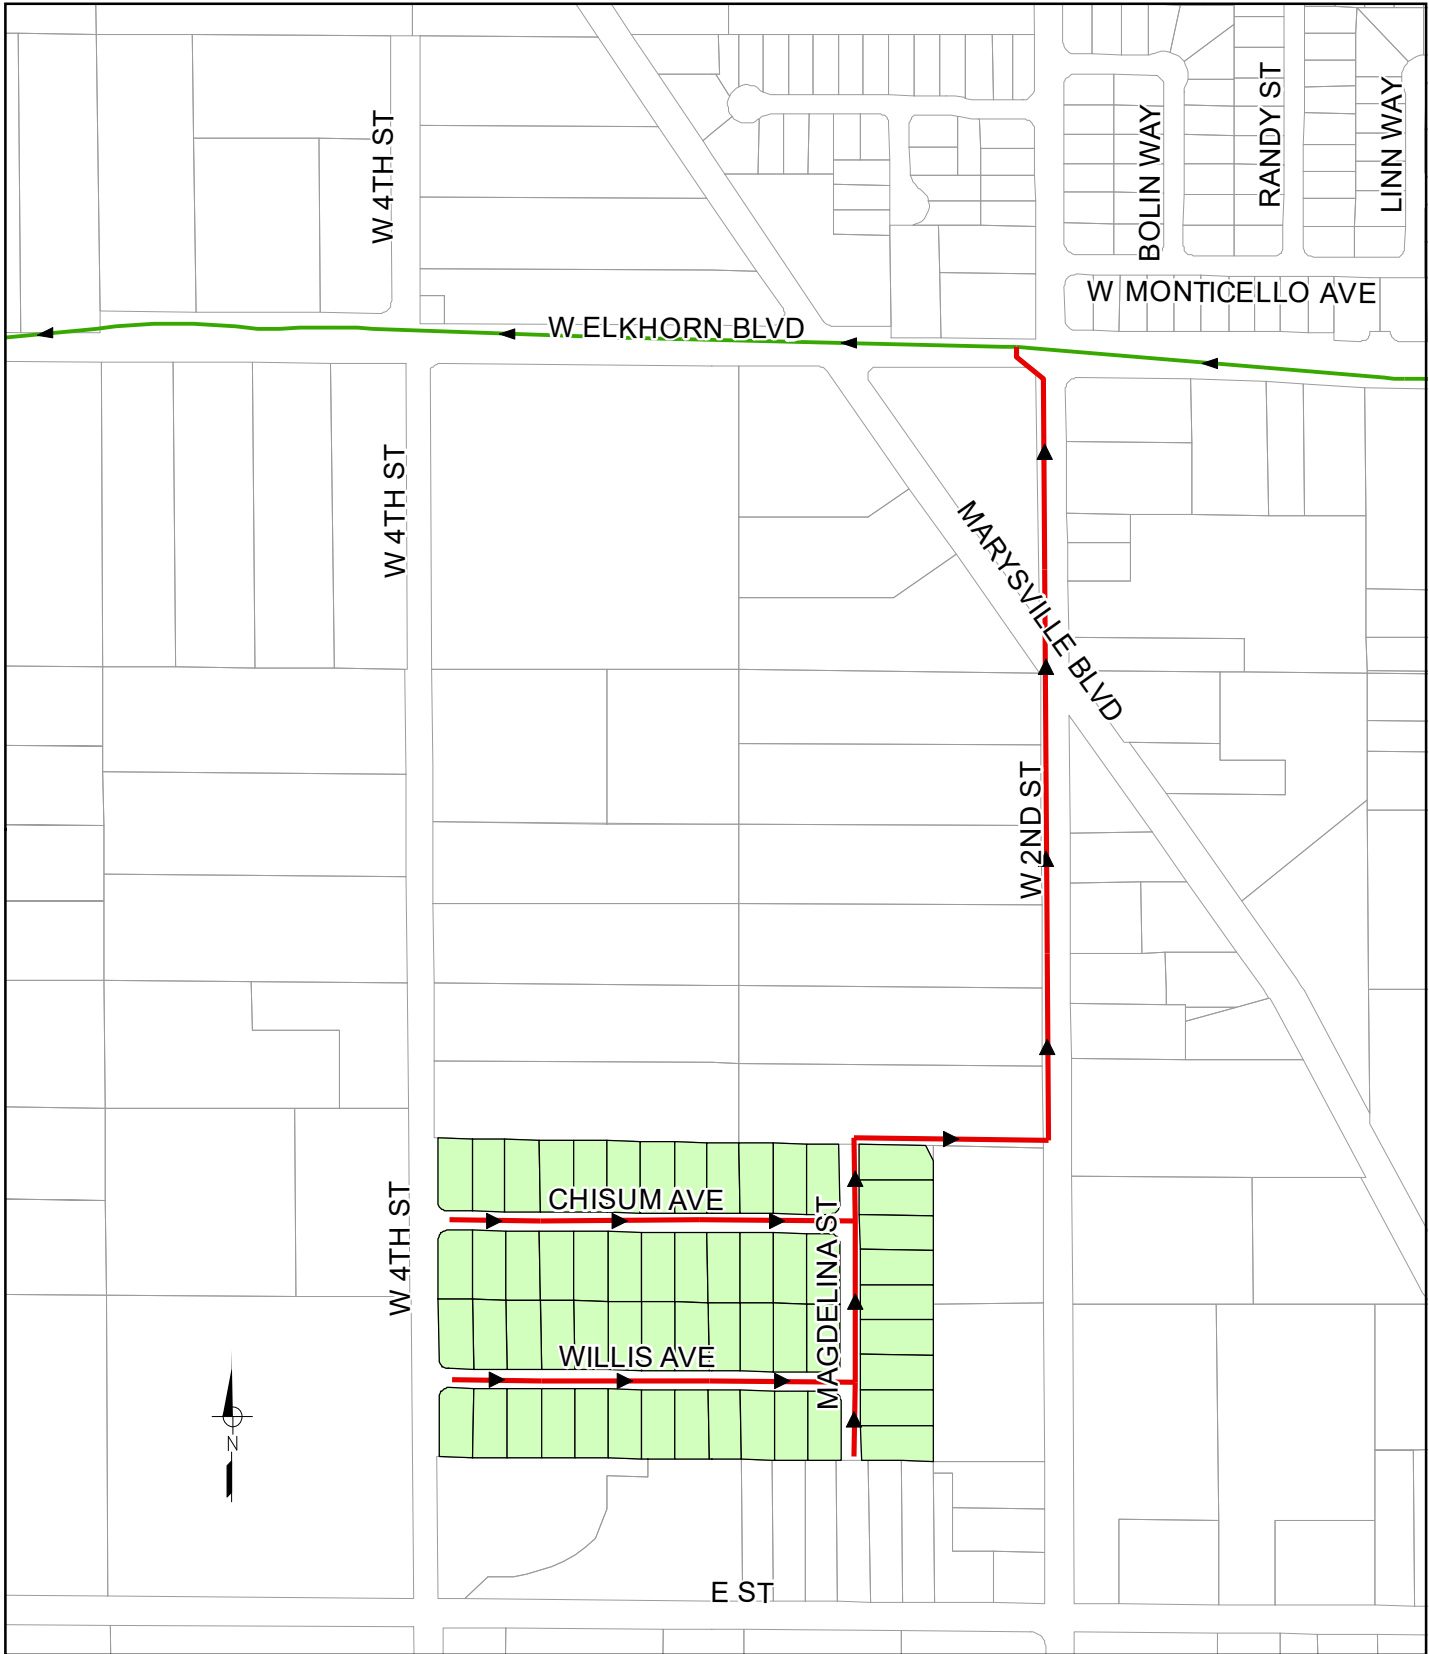 W 4TH ST
BOLIN WAY
RANDY ST
LINN WAY
W MONTICELLO AVE
W ELKHORN BLVD
W 4TH ST
MARYSVILLE BLVD
W 2ND ST
CHISUM AVE
W 4TH ST
MAGDELINA ST
WILLIS AVE
N
E ST